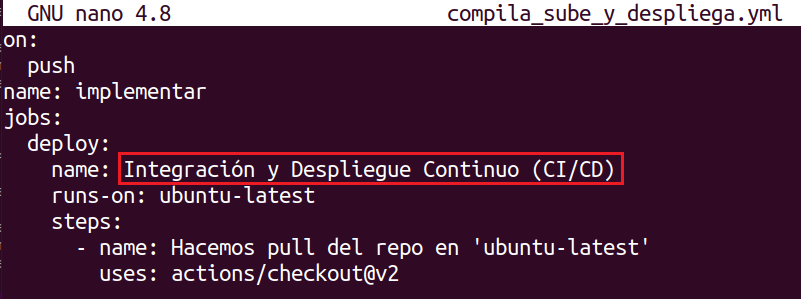 GNU nano 4.8 compila_sube_y_despliega.yml
on:
push
name: implementar
jobs:
deploy:
name: Integración y Despliegue Continuo (CI/CD)
runs-on: ubuntu-latest
steps:
- name: Hacemos pull del repo en 'ubuntu-latest'
uses: actions/checkout@v2